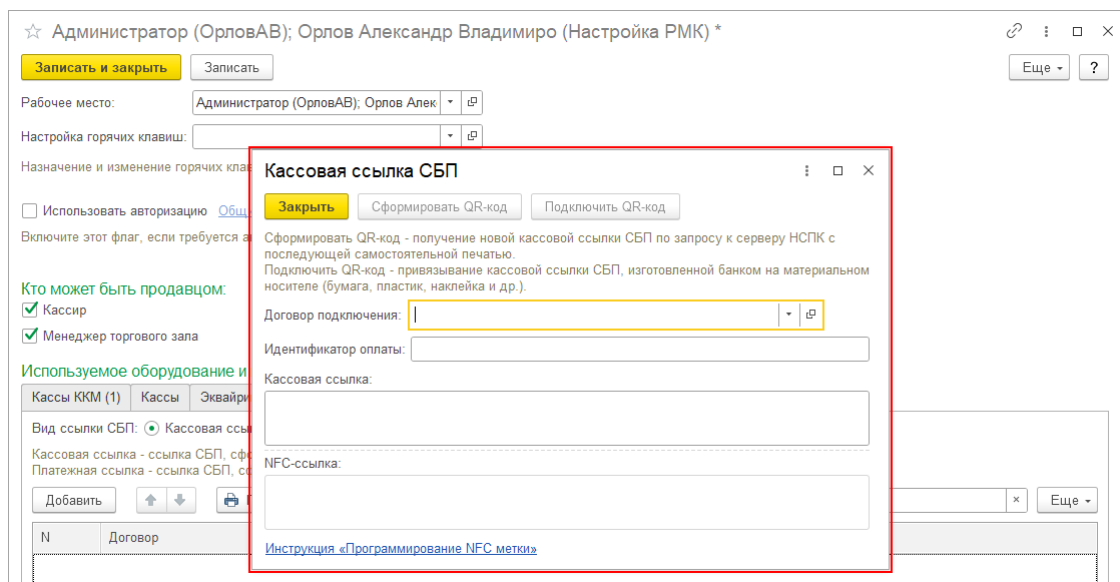 Администратор (ОрловАВ); Орлов Александр Владимиро (Настройка РМК) *
Записать и закрыть Записать Еще ?
Рабочее место: Администратор (ОрловАВ); Орлов Алек
Настройка горячих клавиш:
Назначение и изменение горячих
Использовать авторизацию
Включите этот флаг, если требуется
Кто может быть продавцом:
Кассир
Менеджер торгового зала
Используемое оборудование и
Кассы ККМ (1) Кассы
Вид ссылки СБП: Кассовая
Кассовая ссылка - ссылка СБП,
Платежная ссылка - ссылка СБП,
Добавить Еще
N Договор
Кассовая ссылка СБП
Закрыть Сформировать QR-код Подключить QR-код
Сформировать QR-код - получение новой кассовой ссылки СБП по запросу к серверу НСПК с
последующей самостоятельной печатью.
Подключить QR-код - привязывание кассовой ссылки СБП, изготовленной банком на материальном
носителе (бумага, пластик, наклейка и др.).
Договор подключения:
Идентификатор оплаты:
Кассовая ссылка:
NFC-ссылка:
Инструкция «Программирование NFC метки»